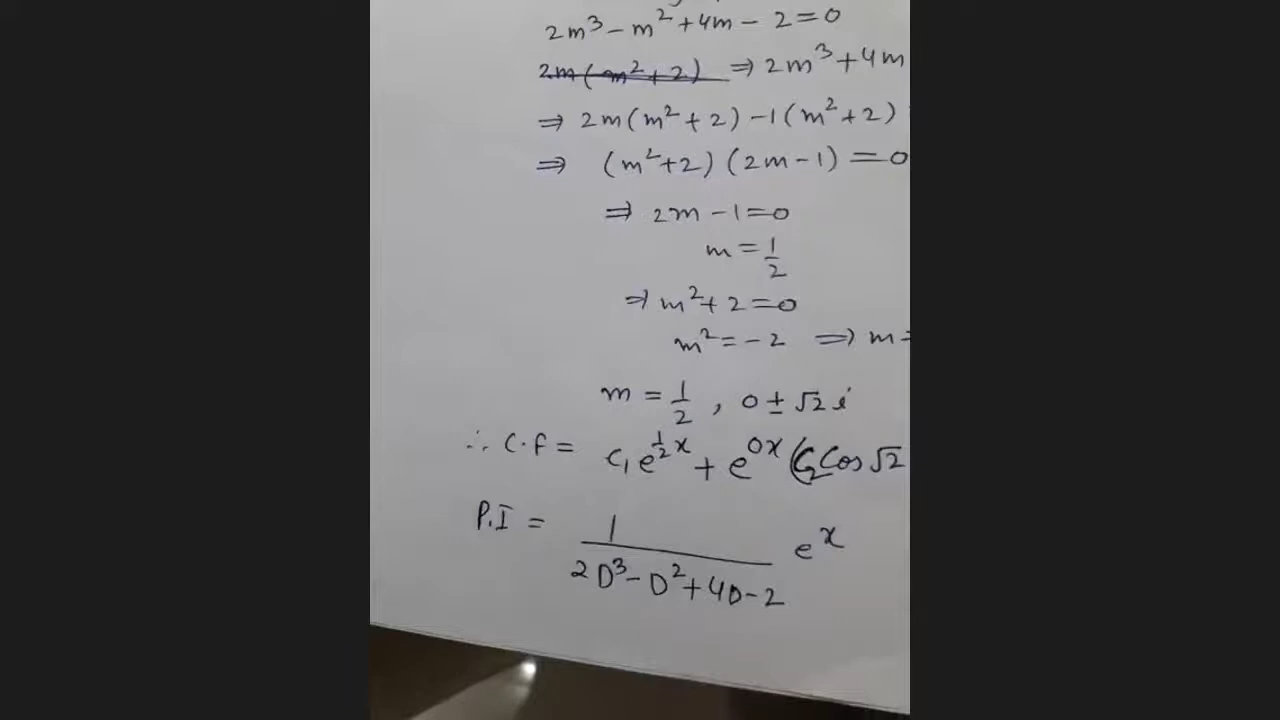 2m³ - m² + 4m - 2 = 0
2m(m² + 2) ⇒ 2m³ + 4m
⇒ 2m(m² + 2) - 1(m² + 2)
⇒ (m² + 2)(2m - 1) = 0
⇒ 2m - 1 = 0
m = 1/2
⇒ m² + 2 = 0
m² = -2 ⇒ m =
m = 1/2, 0 ± √2 i
∴ C.F = C₁e^{1/2 x} + e^{0x}(C₂Cos √2
P.I = 1/(2D³ - D² + 4D - 2) e^x